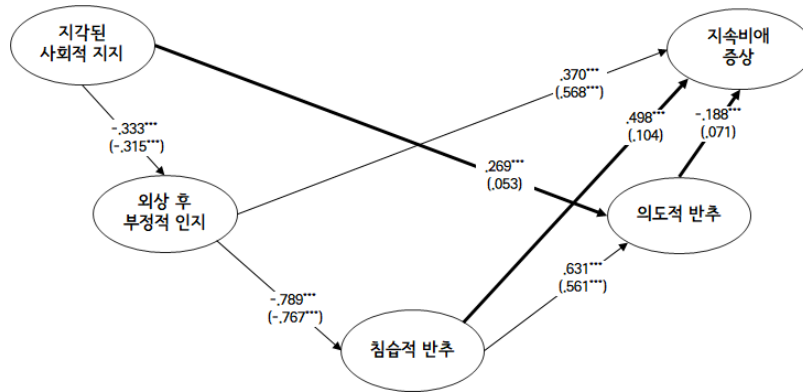 지각된
사회적 지지
지속비애
증상
.370***
(.568***)
.498***
(.104)
-.188***
(.071)
-.333***
(-.315***)
.269***
(.053)
외상 후
부정적 인지
의도적 반추
.631***
(.561***)
-.789***
(-.767***)
침습적 반추